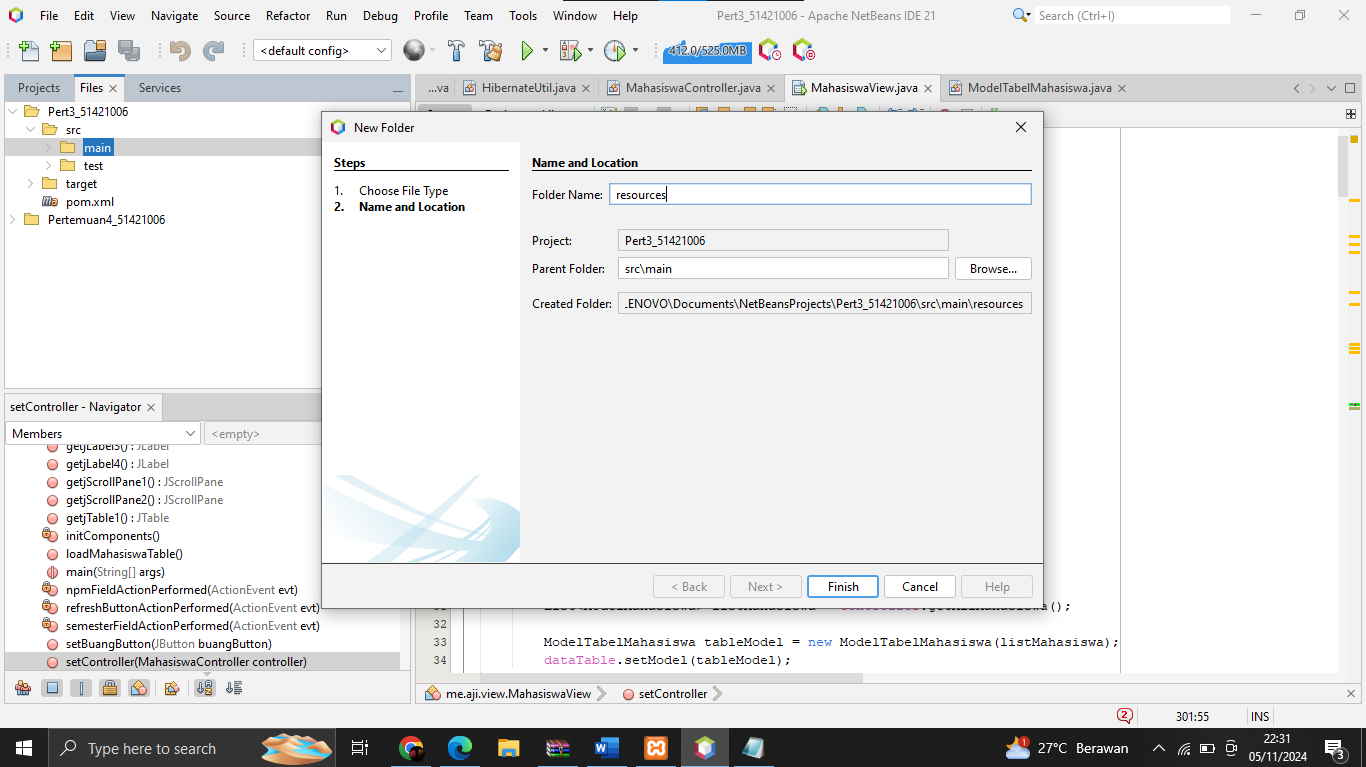 File Edit View Navigate Source Refactor Run Debug Profile Team Tools Window Help
Pert3_51421006 - Apache NetBeans IDE 21
Search (Ctrl+I)
<default config>
412.0/525.0MB
Projects Files Services
...va HibernateUtil.java MahasiswaController.java MahasiswaView.java ModelTabelMahasiswa.java
Pert3_51421006
src
main
test
target
pom.xml
Pertemuan4_51421006
New Folder
Steps
1. Choose File Type
2. Name and Location
Name and Location
Folder Name: resources
Project: Pert3_51421006
Parent Folder: src\main
Browse...
Created Folder: .ENOVO\Documents\NetBeansProjects\Pert3_51421006\src\main\resources
< Back Next > Finish Cancel Help
setController - Navigator
Members
<empty>
getjLabel3() : JLabel
getjLabel4() : JLabel
getjScrollPane1() : JScrollPane
getjScrollPane2() : JScrollPane
getjTable1() : JTable
initComponents()
loadMahasiswaTable()
main(String[] args)
npmFieldActionPerformed(ActionEvent evt)
refreshButtonActionPerformed(ActionEvent evt)
semesterFieldActionPerformed(ActionEvent evt)
setBuangButton(JButton buangButton)
setController(MahasiswaController controller)
32
33 ModelTabelMahasiswa tableModel = new ModelTabelMahasiswa(listMahasiswa);
34 dataTable.setModel(tableModel);
me.aji.view.MahasiswaView setController
2
301:55 INS
Type here to search
1
27°C Berawan
22:31
05/11/2024
3